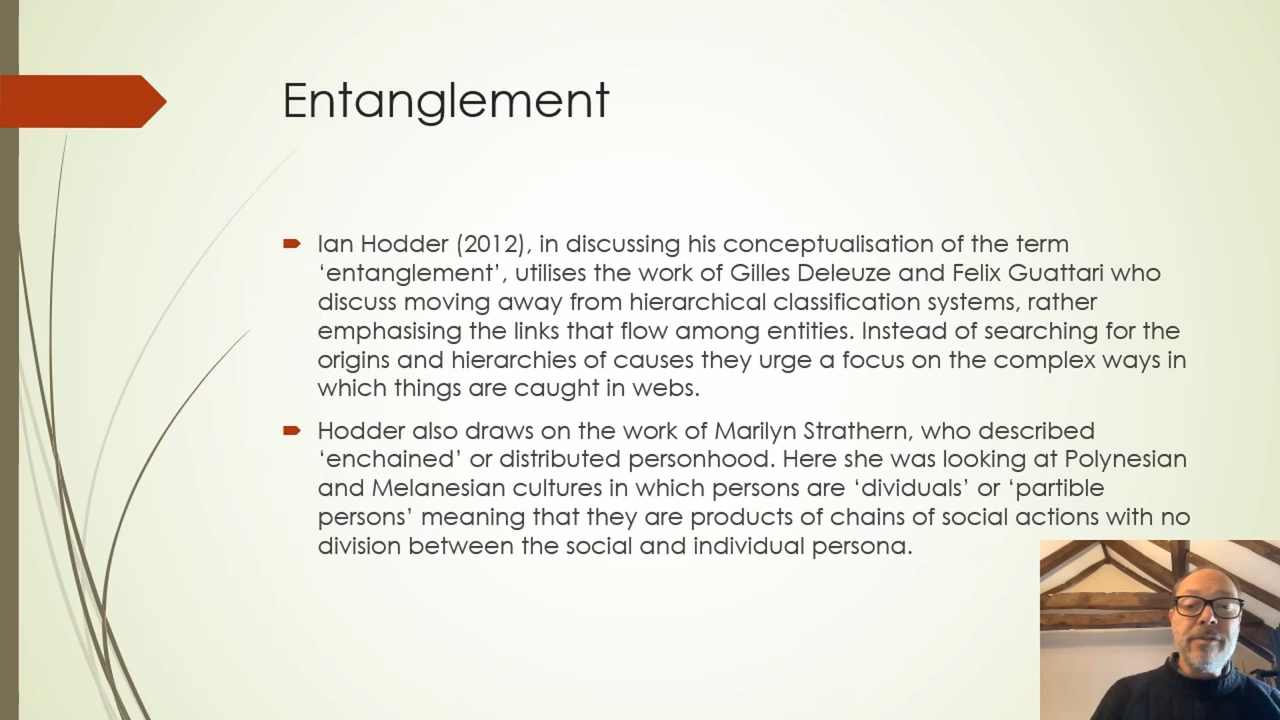 Entanglement
Ian Hodder (2012), in discussing his conceptualisation of the term
‘entanglement’, utilises the work of Gilles Deleuze and Felix Guattari who
discuss moving away from hierarchical classification systems, rather
emphasising the links that flow among entities. Instead of searching for the
origins and hierarchies of causes they urge a focus on the complex ways in
which things are caught in webs.
Hodder also draws on the work of Marilyn Strathern, who described
‘enchained’ or distributed personhood. Here she was looking at Polynesian
and Melanesian cultures in which persons are ‘dividuals’ or ‘partible
persons’ meaning that they are products of chains of social actions with no
division between the social and individual persona.